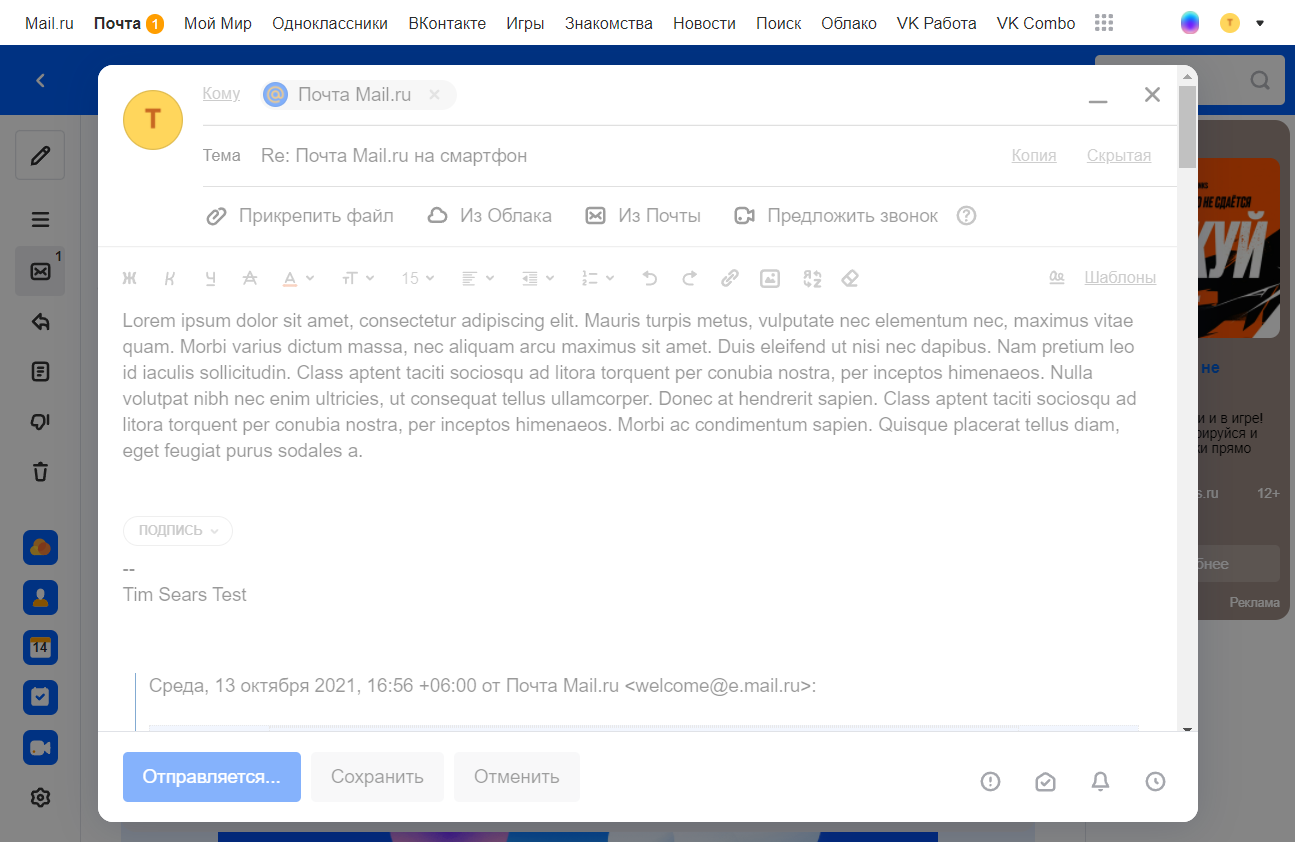 Mail.ru Почта 1 Мой Мир Одноклассники ВКонтакте Игры Знакомства Новости Поиск Облако VK Работа VK Combo Т
Т
Кому @ Почта Mail.ru
Тема Re: Почта Mail.ru на смартфон Копия Скрытая
Прикрепить файл Из Облака Из Почты Предложить звонок ?
Ж К Ч А А тТ 15 Шаблоны
Lorem ipsum dolor sit amet, consectetur adipiscing elit. Mauris turpis metus, vulputate nec elementum nec, maximus vitae
quam. Morbi varius dictum massa, nec aliquam arcu maximus sit amet. Duis eleifend ut nisi nec dapibus. Nam pretium leo
id iaculis sollicitudin. Class aptent taciti sociosqu ad litora torquent per conubia nostra, per inceptos himenaeos. Nulla
volutpat nibh nec enim ultricies, ut consequat tellus ullamcorper. Donec at hendrerit sapien. Class aptent taciti sociosqu ad
litora torquent per conubia nostra, per inceptos himenaeos. Morbi ac condimentum sapien. Quisque placerat tellus diam,
eget feugiat purus sodales a.
ПОДПИСЬ
--
Tim Sears Test
Среда, 13 октября 2021, 16:56 +06:00 от Почта Mail.ru <welcome@e.mail.ru>:
Отправляется... Сохранить Отменить
1
14
НЕ СДАЁТСЯ
не
и и в игре!
прямо
s.ru 12+
Реклама